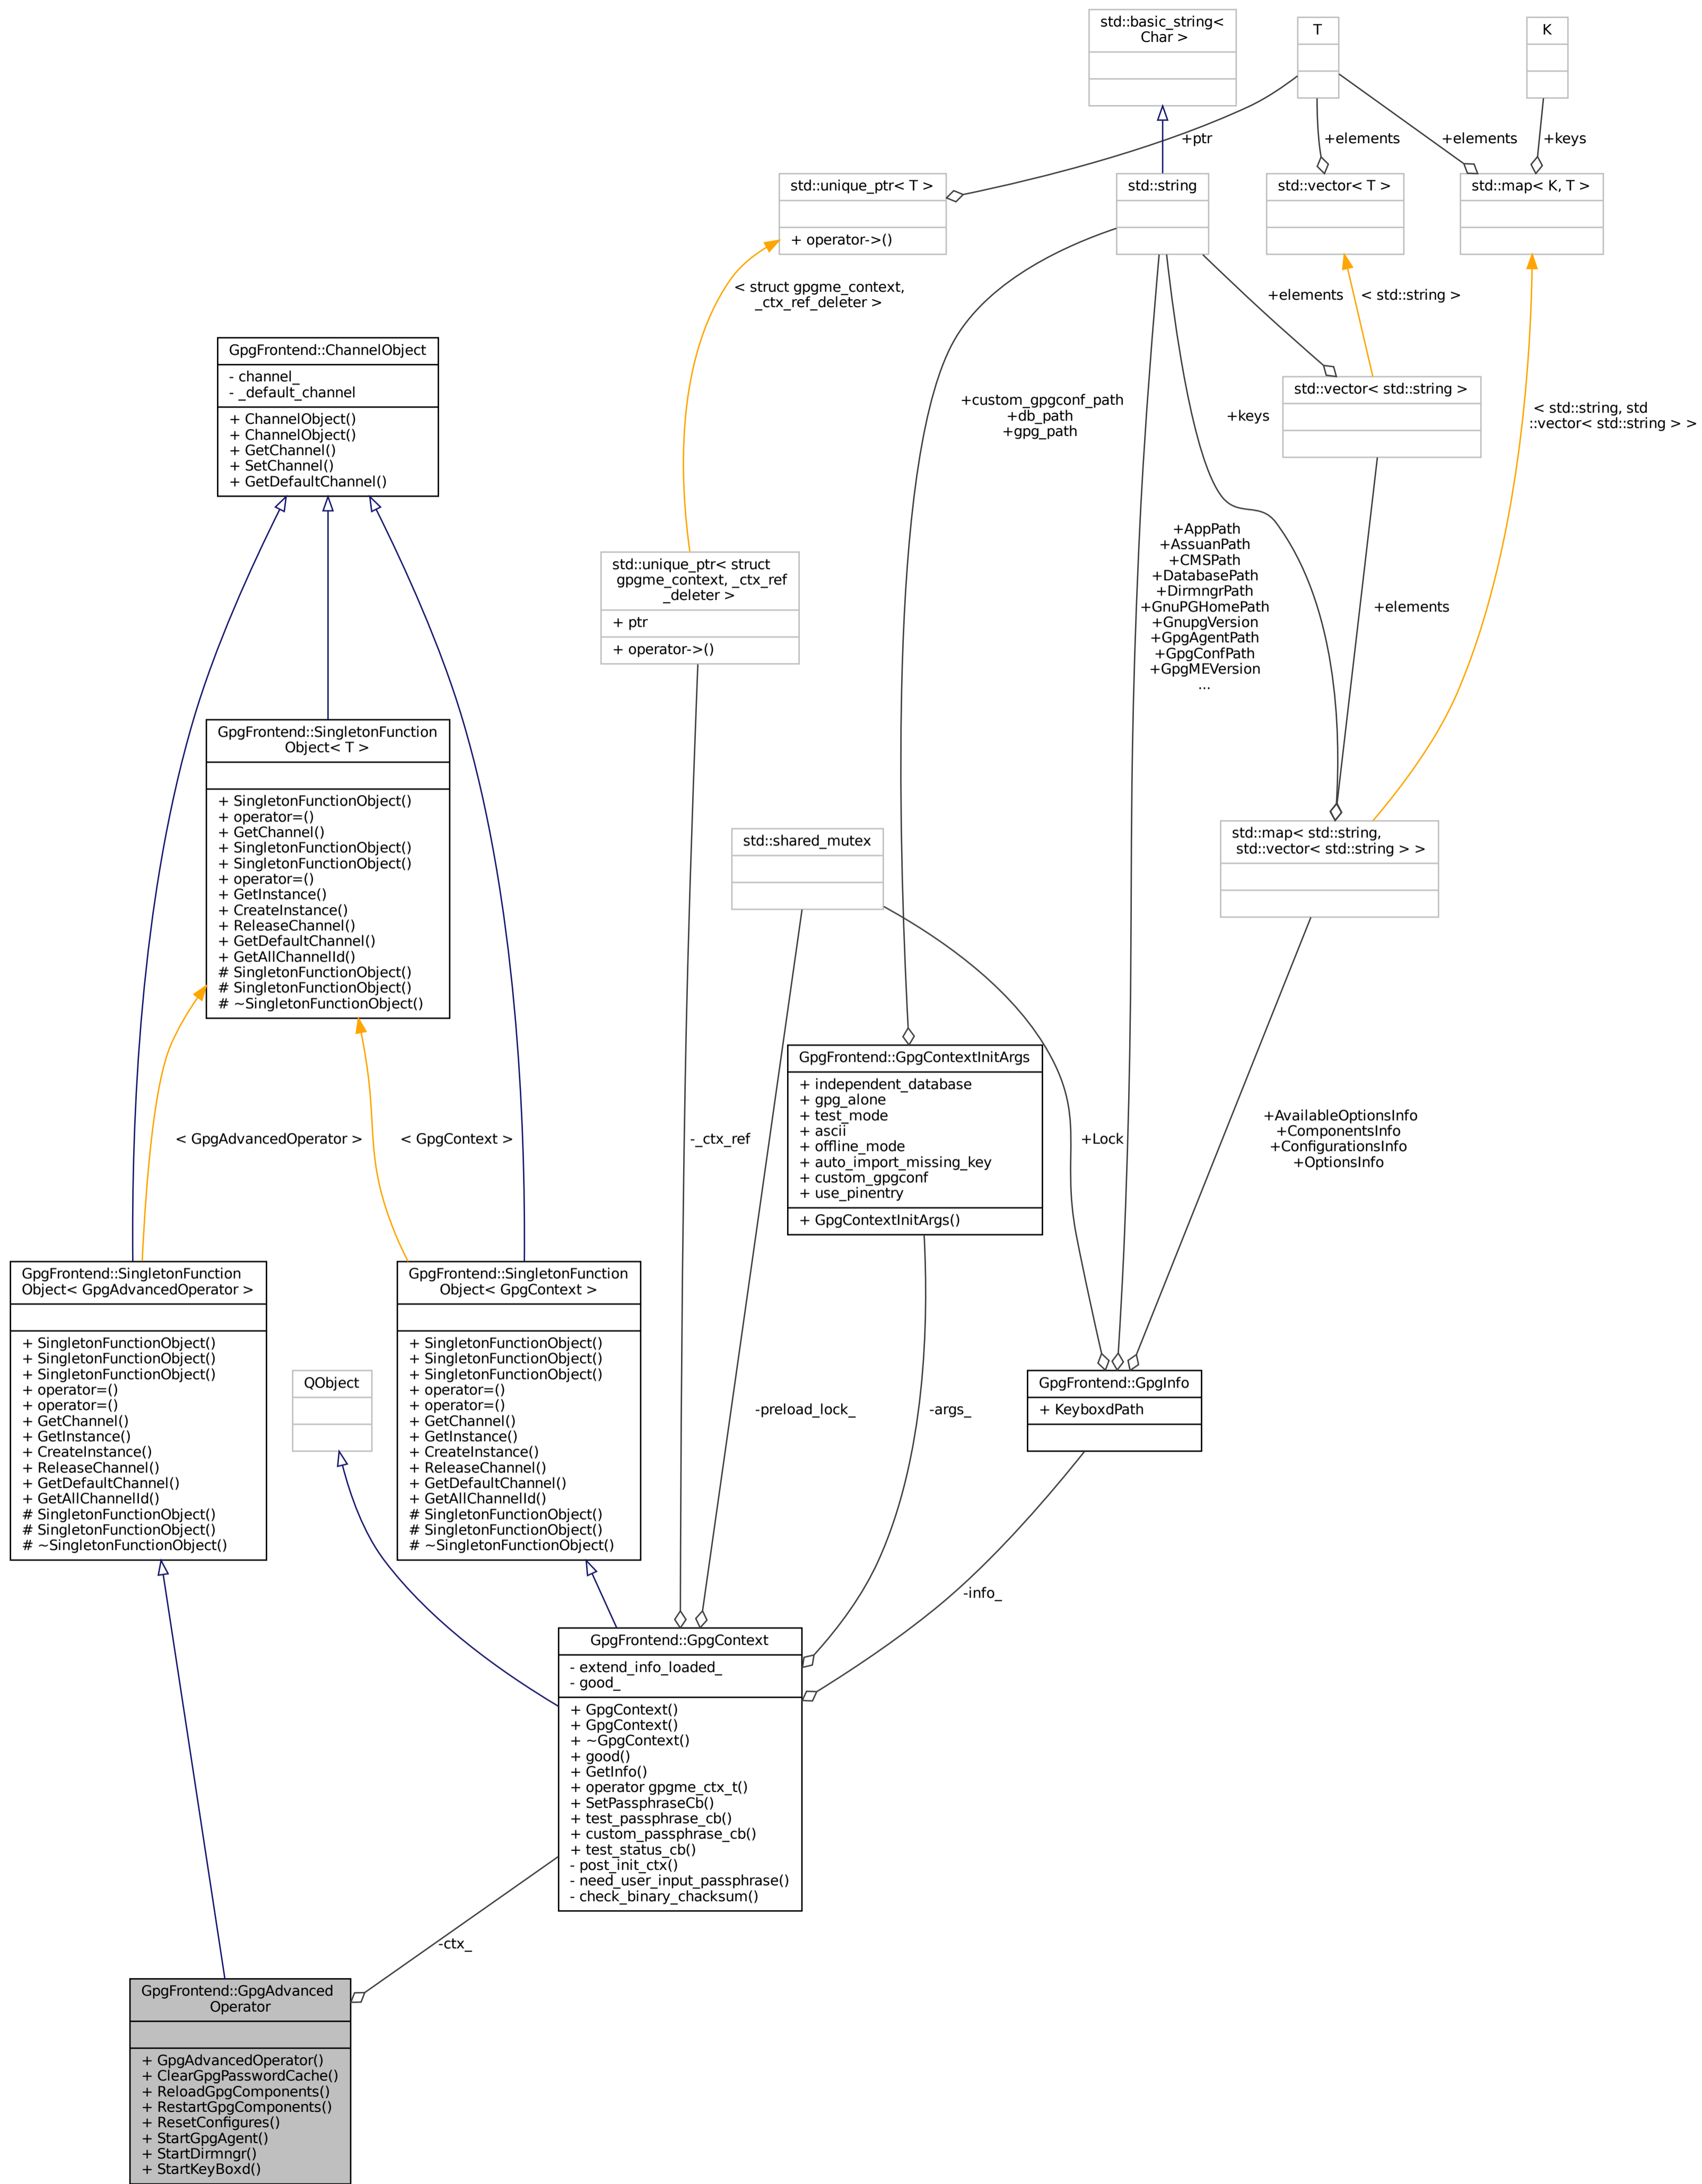 std::basic_string<
Char >
T
K
+ptr
+elements
+elements
+keys
std::unique_ptr< T >
+ operator->()
std::string
std::vector< T >
std::map< K, T >
< struct gpgme_context,
_ctx_ref_deleter >
+elements
< std::string >
GpgFrontend::ChannelObject
- channel_
- _default_channel
+ ChannelObject()
+ ChannelObject()
+ GetChannel()
+ SetChannel()
+ GetDefaultChannel()
+custom_gpgconf_path
+db_path
+gpg_path
+keys
std::vector< std::string >
< std::string, std
::vector< std::string > >
std::unique_ptr< struct
gpgme_context, _ctx_ref
_deleter >
+ ptr
+ operator->()
+AppPath
+AssuanPath
+CMSPath
+DatabasePath
+DirmngrPath
+GnuPGHomePath
+GnupgVersion
+GpgAgentPath
+GpgConfPath
+GpgMEVersion
...
+elements
GpgFrontend::SingletonFunction
Object< T >
+ SingletonFunctionObject()
+ operator=()
+ GetChannel()
+ SingletonFunctionObject()
+ SingletonFunctionObject()
+ operator=()
+ GetInstance()
+ CreateInstance()
+ ReleaseChannel()
+ GetDefaultChannel()
+ GetAllChannelId()
# SingletonFunctionObject()
# SingletonFunctionObject()
# ~SingletonFunctionObject()
std::shared_mutex
std::map< std::string,
std::vector< std::string > >
GpgFrontend::GpgContextInitArgs
+ independent_database
+ gpg_alone
+ test_mode
+ ascii
+ offline_mode
+ auto_import_missing_key
+ custom_gpgconf
+ use_pinentry
+ GpgContextInitArgs()
< GpgAdvancedOperator >
< GpgContext >
-_ctx_ref
+Lock
+AvailableOptionsInfo
+ComponentsInfo
+ConfigurationsInfo
+OptionsInfo
GpgFrontend::SingletonFunction
Object< GpgAdvancedOperator >
+ SingletonFunctionObject()
+ SingletonFunctionObject()
+ SingletonFunctionObject()
+ operator=()
+ operator=()
+ GetChannel()
+ GetInstance()
+ CreateInstance()
+ ReleaseChannel()
+ GetDefaultChannel()
+ GetAllChannelId()
# SingletonFunctionObject()
# SingletonFunctionObject()
# ~SingletonFunctionObject()
QObject
GpgFrontend::SingletonFunction
Object< GpgContext >
+ SingletonFunctionObject()
+ SingletonFunctionObject()
+ SingletonFunctionObject()
+ operator=()
+ operator=()
+ GetChannel()
+ GetInstance()
+ CreateInstance()
+ ReleaseChannel()
+ GetDefaultChannel()
+ GetAllChannelId()
# SingletonFunctionObject()
# SingletonFunctionObject()
# ~SingletonFunctionObject()
-preload_lock_
-args_
GpgFrontend::GpgInfo
+ KeyboxdPath
-info_
GpgFrontend::GpgContext
- extend_info_loaded_
- good_
+ GpgContext()
+ GpgContext()
+ ~GpgContext()
+ good()
+ GetInfo()
+ operator gpgme_ctx_t()
+ SetPassphraseCb()
+ test_passphrase_cb()
+ custom_passphrase_cb()
+ test_status_cb()
- post_init_ctx()
- need_user_input_passphrase()
- check_binary_chacksum()
-ctx_
GpgFrontend::GpgAdvanced
Operator
+ GpgAdvancedOperator()
+ ClearGpgPasswordCache()
+ ReloadGpgComponents()
+ RestartGpgComponents()
+ ResetConfigures()
+ StartGpgAgent()
+ StartDirmngr()
+ StartKeyBoxd()